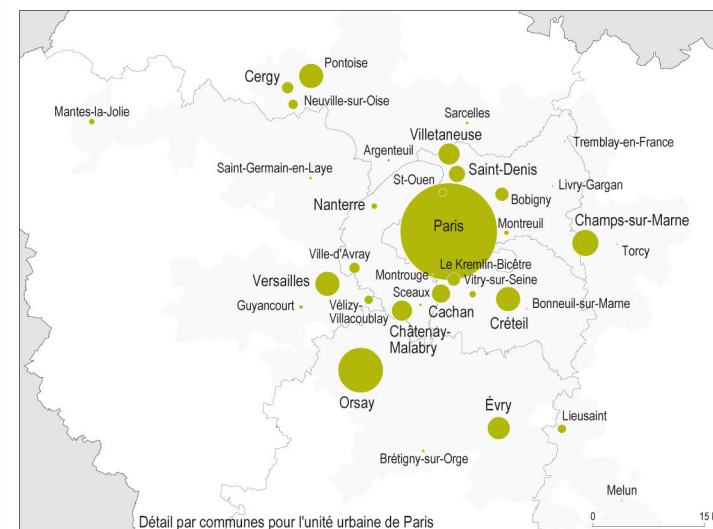 Pontoise
Cergy
Neuville-sur-Oise
Mantes-la-Jolie
Sarcelles
Villetaneuse
Tremblay-en-France
Argenteuil
Saint-Germain-en-Laye
Saint-Denis
St-Ouen
Livry-Gargan
Bobigny
Nanterre
Champs-sur-Marne
Paris
Montreuil
Torcy
Ville-d'Avray
Le Kremlin-Bicêtre
Montrouge
Vitry-sur-Seine
Versailles
Sceaux
Guyancourt
Vélizy-
Villacoublay
Cachan
Bonneuil-sur-Marne
Créteil
Châtenay-
Malabry
Orsay
Évry
Lieusaint
Brétigny-sur-Orge
Melun
Détail par communes pour l'unité urbaine de Paris
0 15